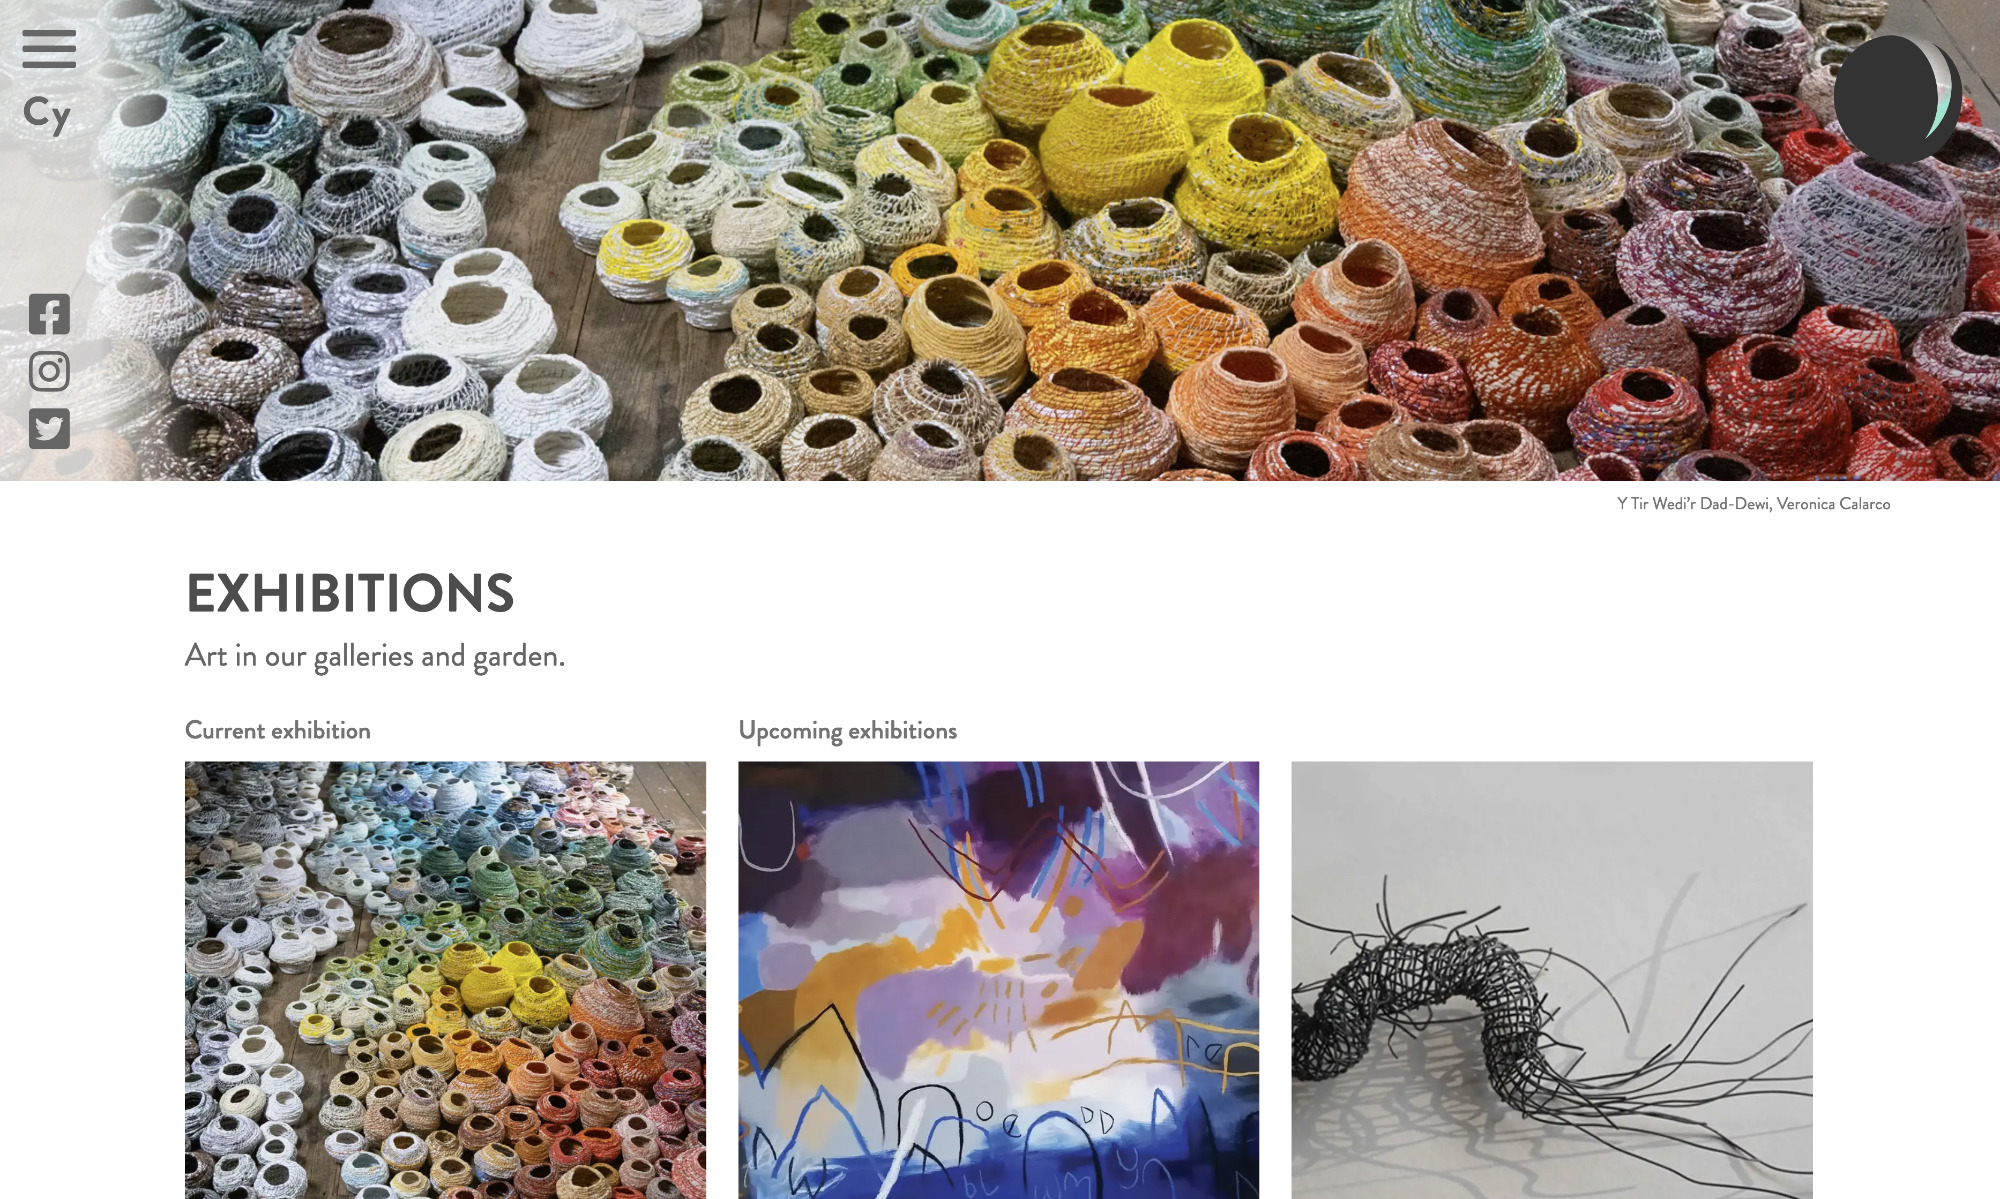 Cy
Y Tir Wedi'r Dad-Dewi, Veronica Calarco
EXHIBITIONS
Art in our galleries and garden.
Current exhibition
Upcoming exhibitions